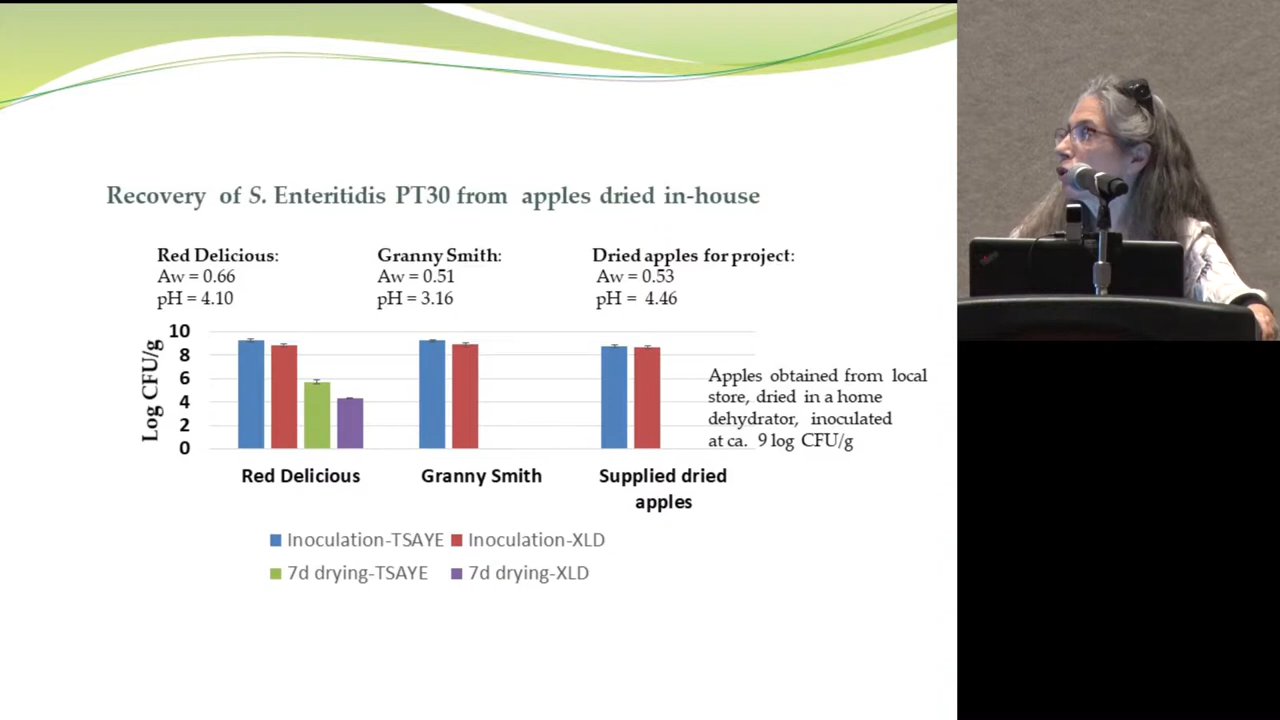 Recovery of S. Enteritidis PT30 from apples dried in-house
Red Delicious:
Aw = 0.66
pH = 4.10
Granny Smith:
Aw = 0.51
pH = 3.16
Dried apples for project:
Aw = 0.53
pH = 4.46
Log CFU/g
10
8
6
4
2
0
Red Delicious
Granny Smith
Supplied dried
apples
Apples obtained from local
store, dried in a home
dehydrator, inoculated
at ca. 9 log CFU/g
Inoculation-TSAYE
Inoculation-XLD
7d drying-TSAYE
7d drying-XLD